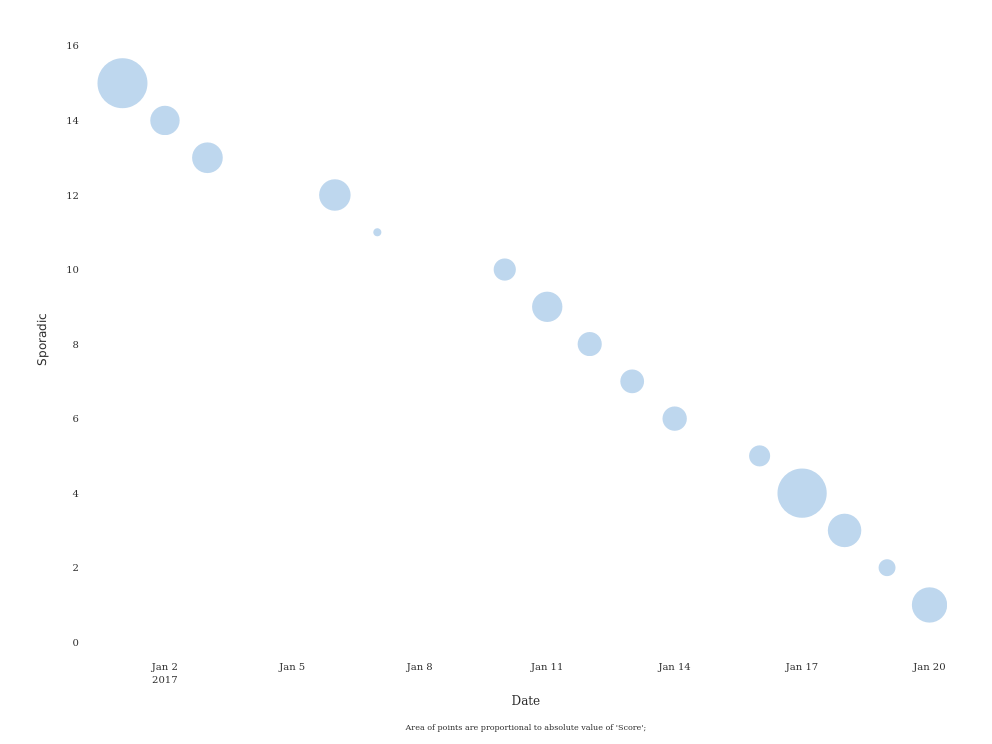 16
14
12
10
8
6
4
2
0
Sporadic
Jan 2
2017
Jan 5
Jan 8
Jan 11
Jan 14
Jan 17
Jan 20
Date
Area of points are proportional to absolute value of 'Score';